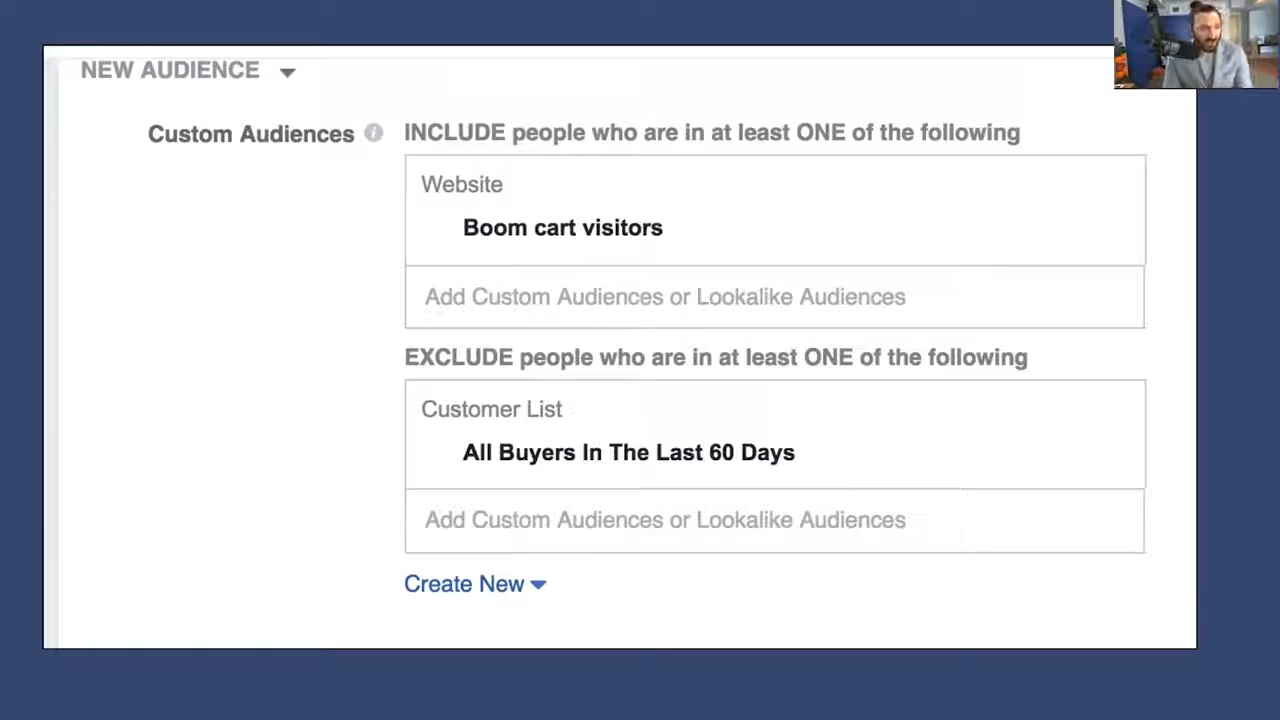 NEW AUDIENCE
Custom Audiences
INCLUDE people who are in at least ONE of the following
Website
Boom cart visitors
Add Custom Audiences or Lookalike Audiences
EXCLUDE people who are in at least ONE of the following
Customer List
All Buyers In The Last 60 Days
Add Custom Audiences or Lookalike Audiences
Create New